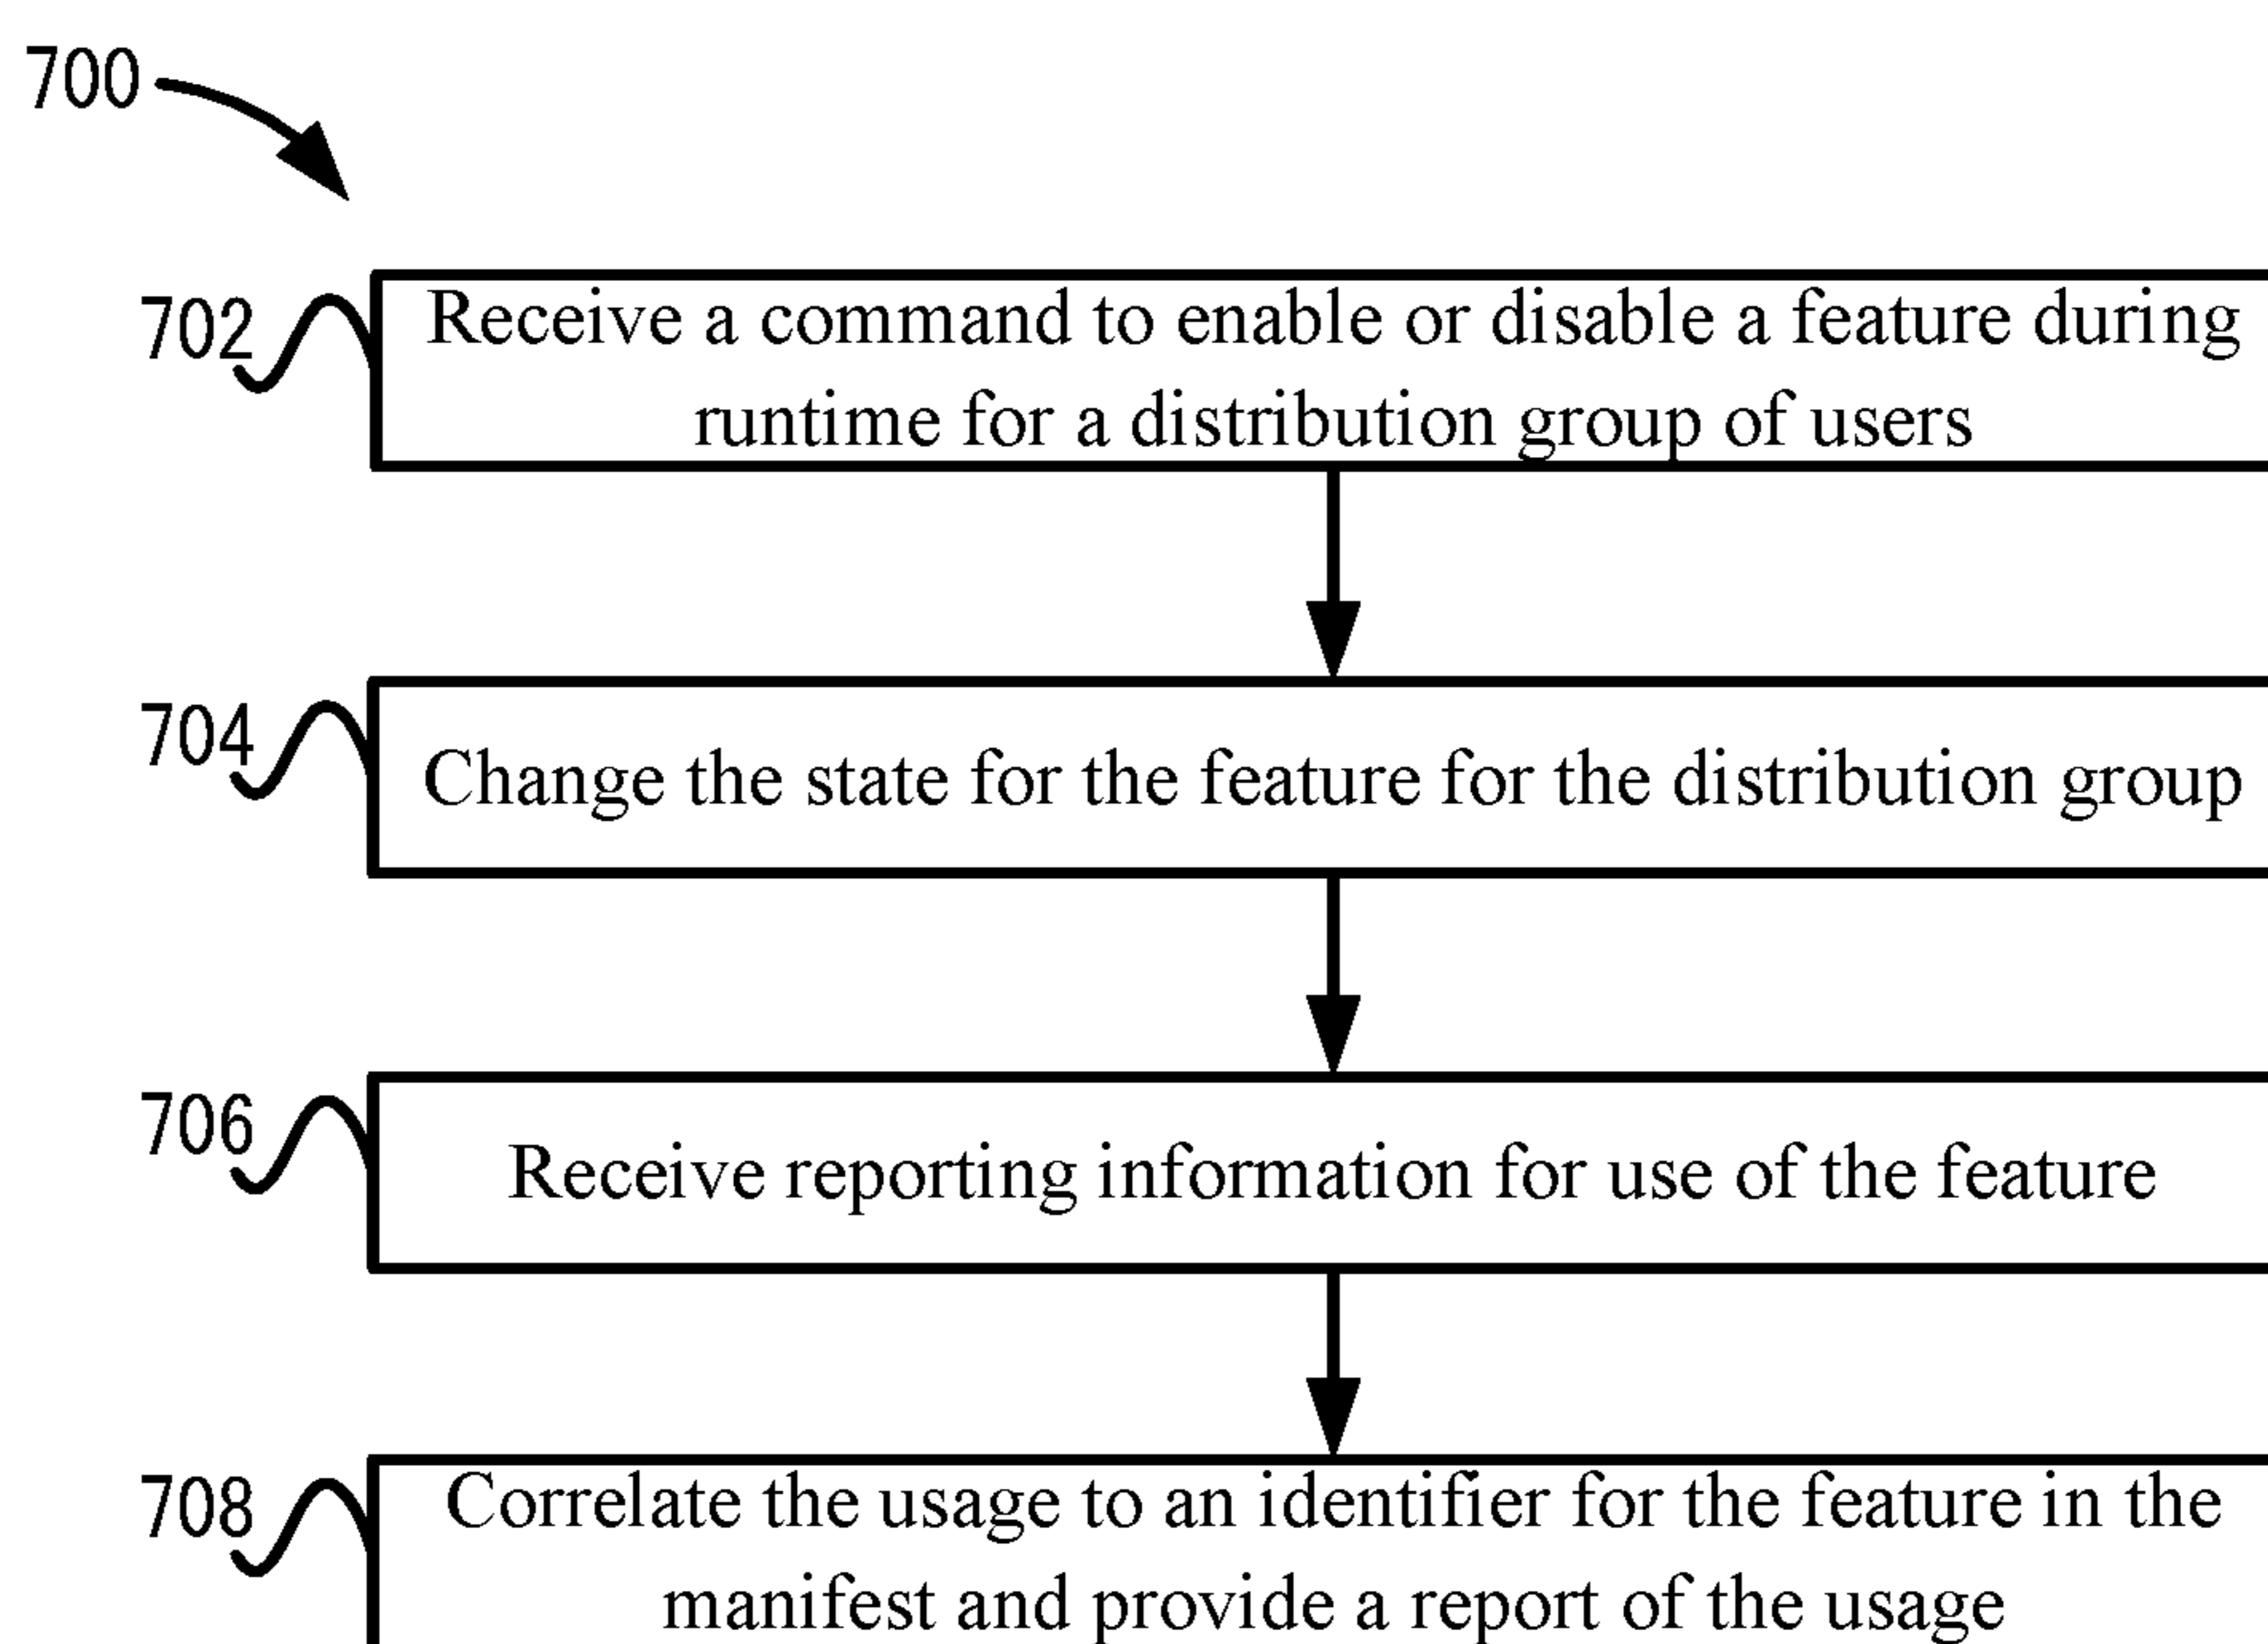 700
702
Receive a command to enable or disable a feature during
runtime for a distribution group of users
704
Change the state for the feature for the distribution group
706
Receive reporting information for use of the feature
708
Correlate the usage to an identifier for the feature in the
manifest and provide a report of the usage